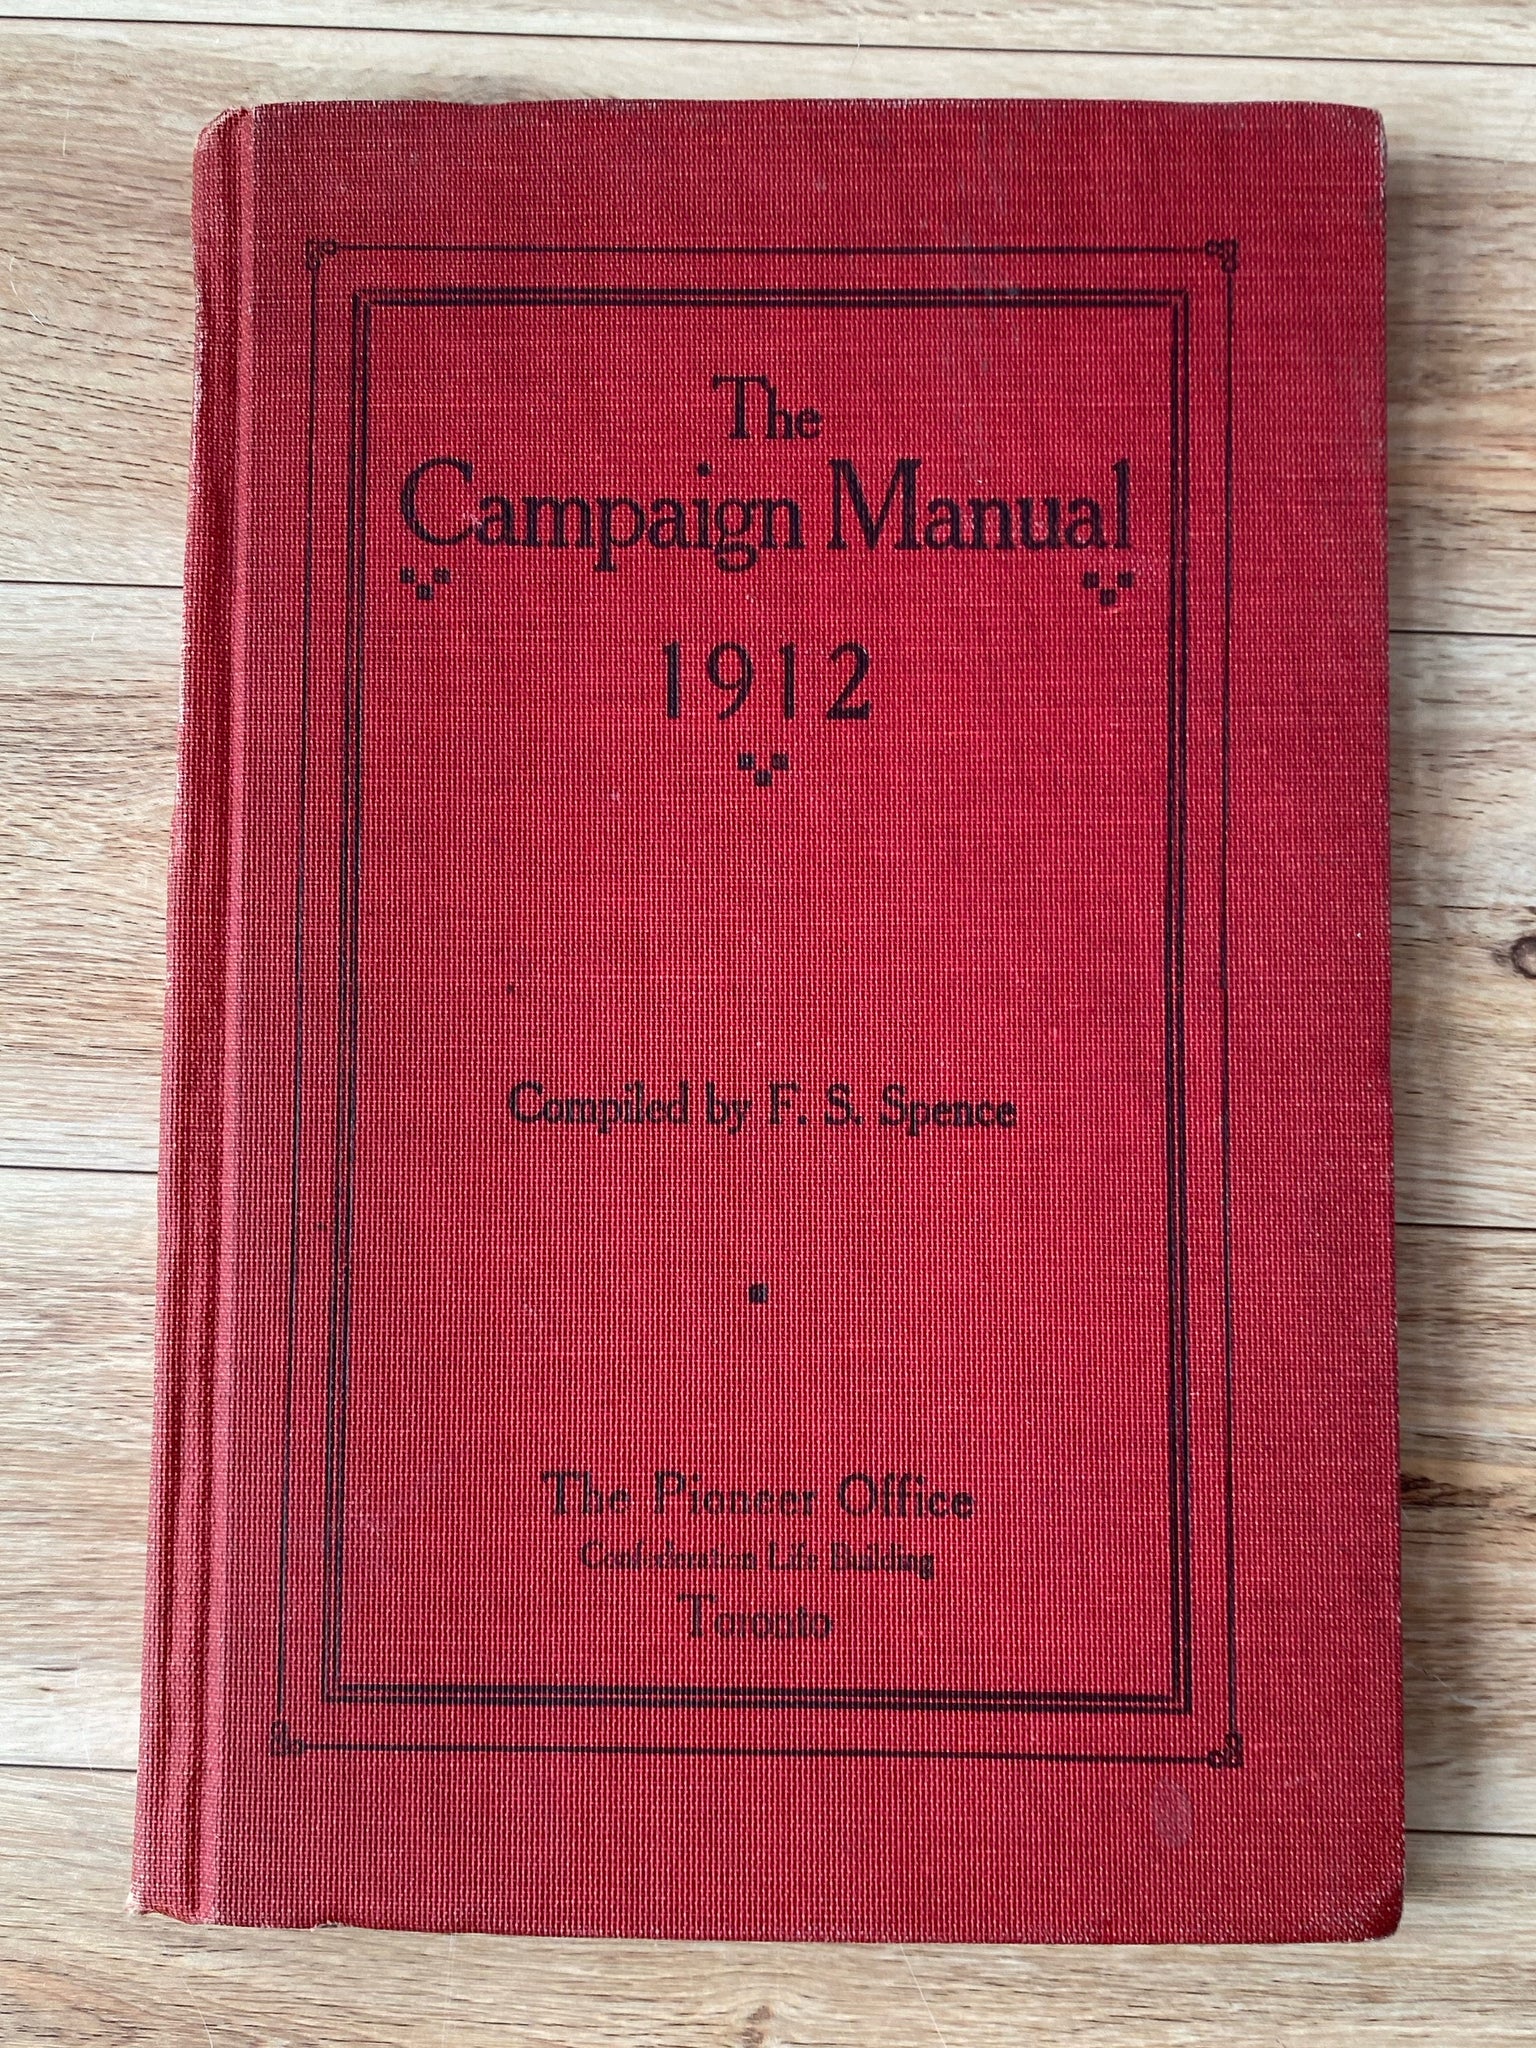 The
Campaign Manual
1912
Compiled by F. S. Spence
The Pioneer Office
Confederation Life Building
Toronto